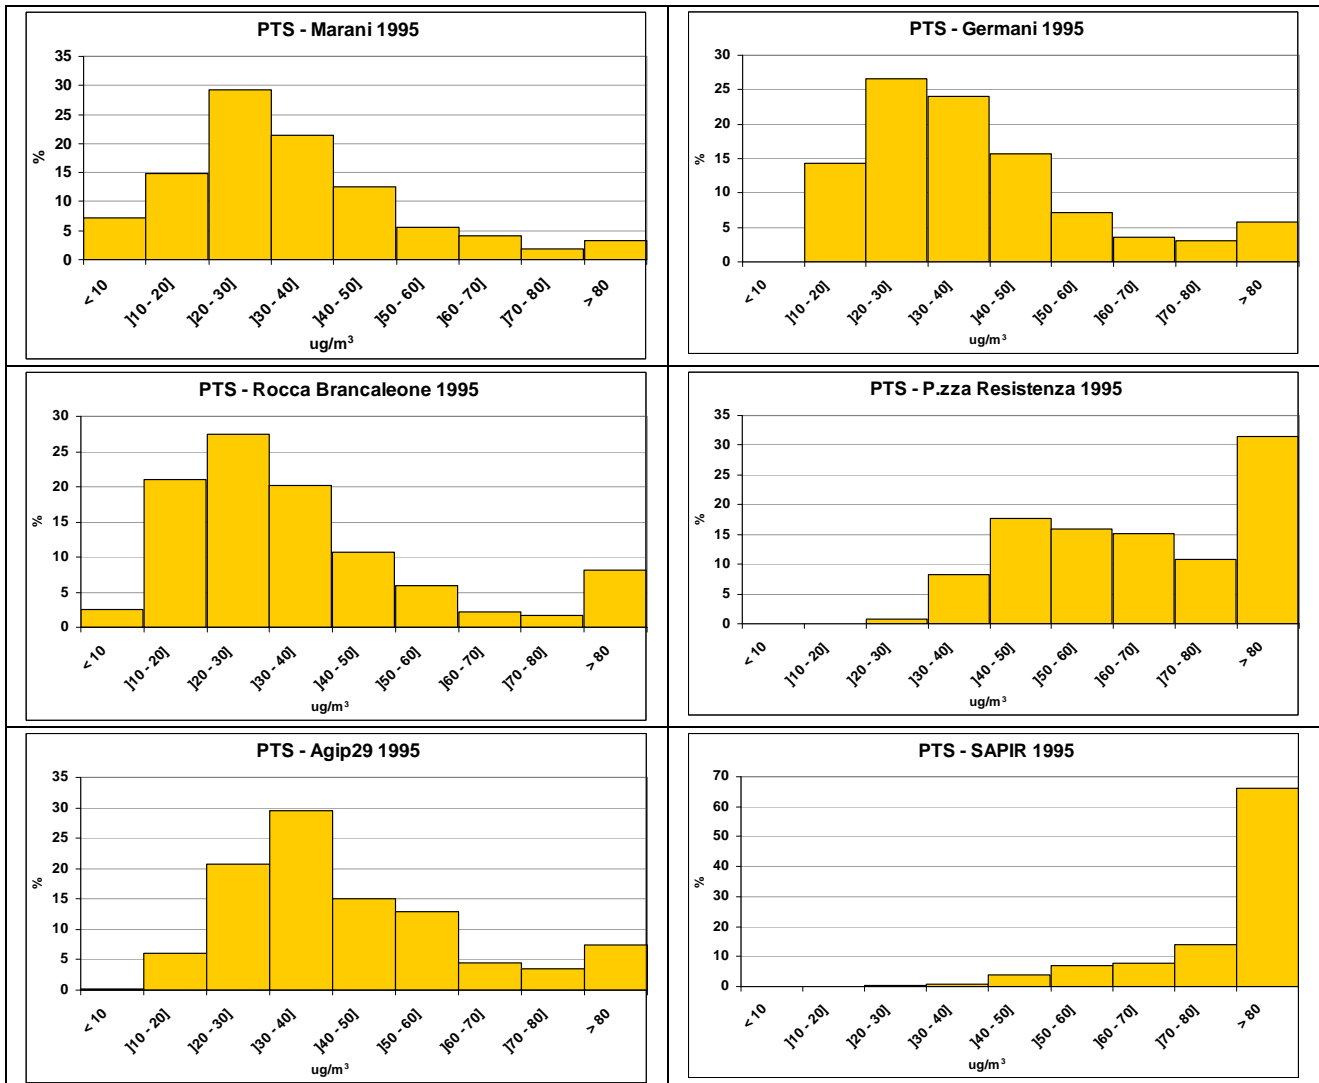 PTS - Marani 1995
35
30
25
20
15
10
5
0
%
< 10
]10 - 20]
]20 - 30]
]30 - 40]
]40 - 50]
]50 - 60]
]60 - 70]
]70 - 80]
> 80
ug/m³
PTS - Germani 1995
30
25
20
15
10
5
0
%
< 10
]10 - 20]
]20 - 30]
]30 - 40]
]40 - 50]
]50 - 60]
]60 - 70]
]70 - 80]
> 80
ug/m³
PTS - Rocca Brancaleone 1995
30
25
20
15
10
5
0
%
< 10
]10 - 20]
]20 - 30]
]30 - 40]
]40 - 50]
]50 - 60]
]60 - 70]
]70 - 80]
> 80
ug/m³
PTS - P.zza Resistenza 1995
35
30
25
20
15
10
5
0
%
< 10
]10 - 20]
]20 - 30]
]30 - 40]
]40 - 50]
]50 - 60]
]60 - 70]
]70 - 80]
> 80
ug/m³
PTS - Agip29 1995
35
30
25
20
15
10
5
0
%
< 10
]10 - 20]
]20 - 30]
]30 - 40]
]40 - 50]
]50 - 60]
]60 - 70]
]70 - 80]
> 80
ug/m³
PTS - SAPIR 1995
70
60
50
40
30
20
10
0
%
< 10
]10 - 20]
]20 - 30]
]30 - 40]
]40 - 50]
]50 - 60]
]60 - 70]
]70 - 80]
> 80
ug/m³